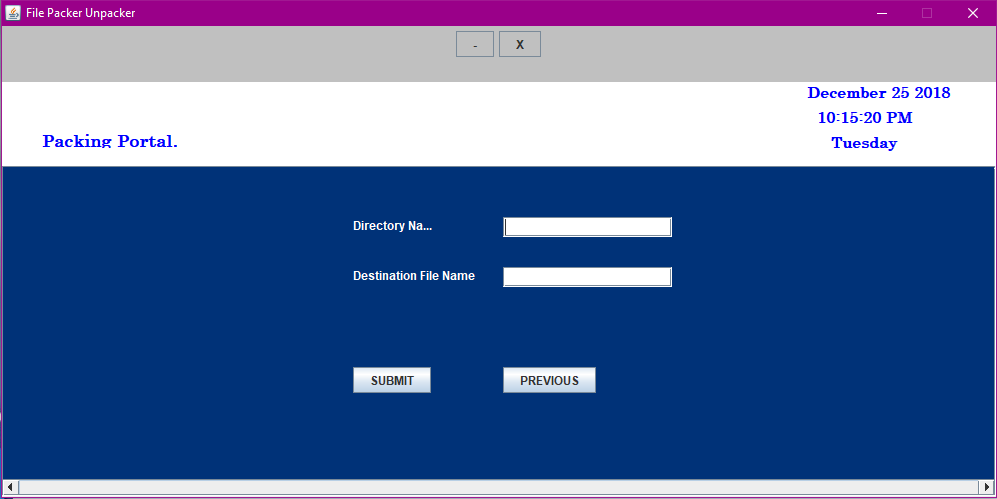 File Packer Unpacker
- X
December 25 2018
10:15:20 PM
Packing Portal.
Tuesday
Directory Na...
Destination File Name
SUBMIT PREVIOUS